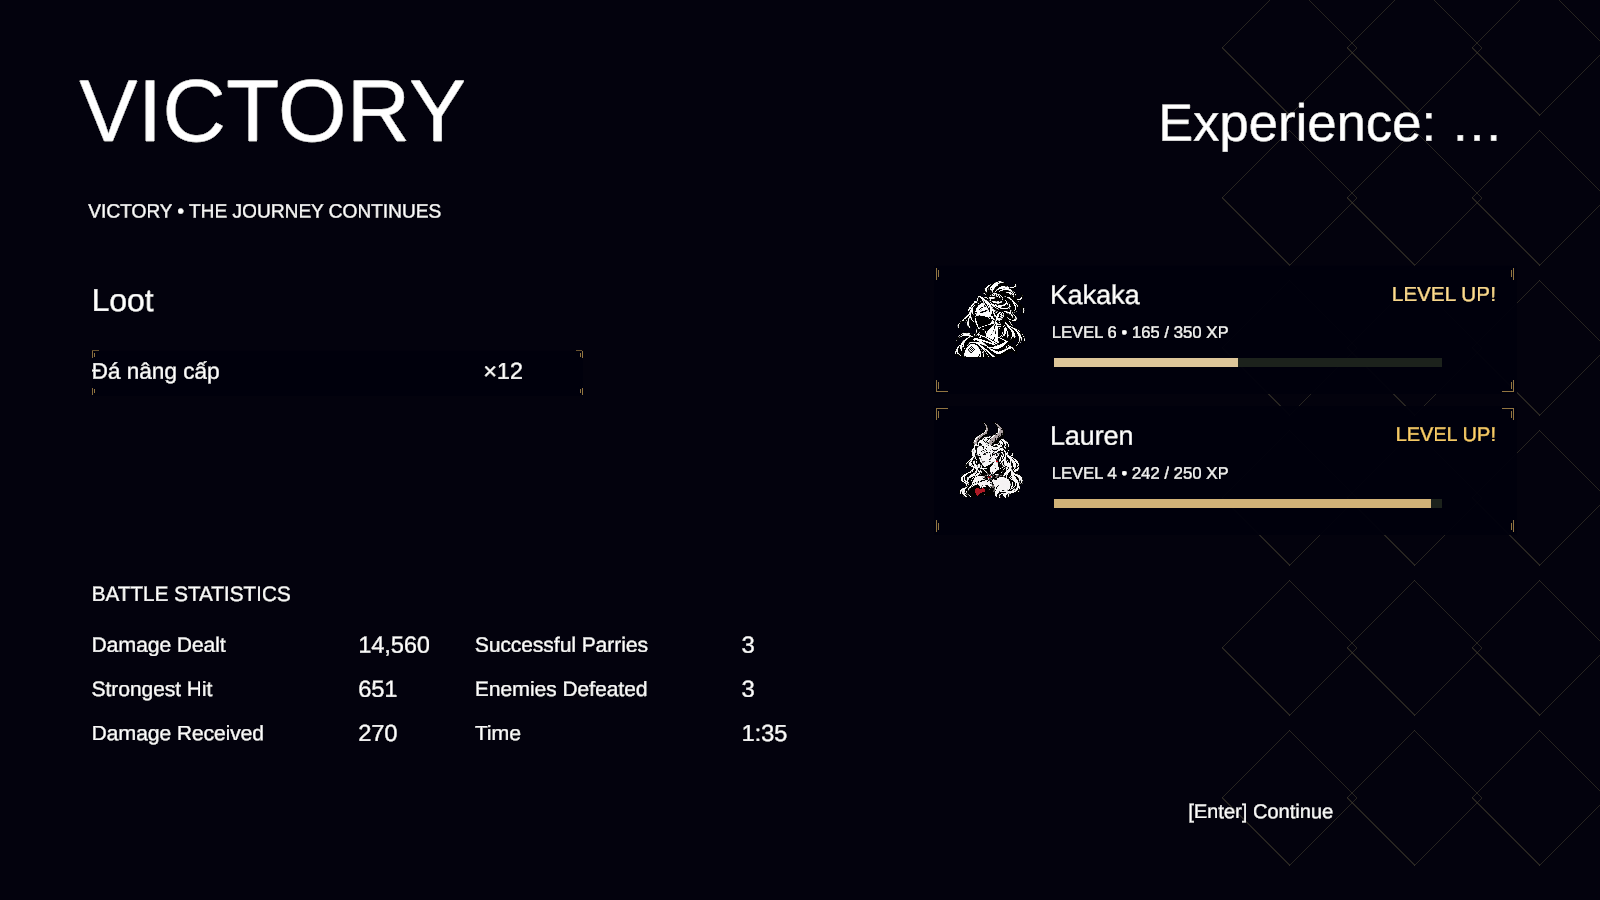 VICTORY
Experience: ...
VICTORY • THE JOURNEY CONTINUES
Loot
Đá nâng cấp ×12
Kakaka LEVEL UP!
LEVEL 6 • 165 / 350 XP
Lauren LEVEL UP!
LEVEL 4 • 242 / 250 XP
BATTLE STATISTICS
Damage Dealt 14,560 Successful Parries 3
Strongest Hit 651 Enemies Defeated 3
Damage Received 270 Time 1:35
[Enter] Continue